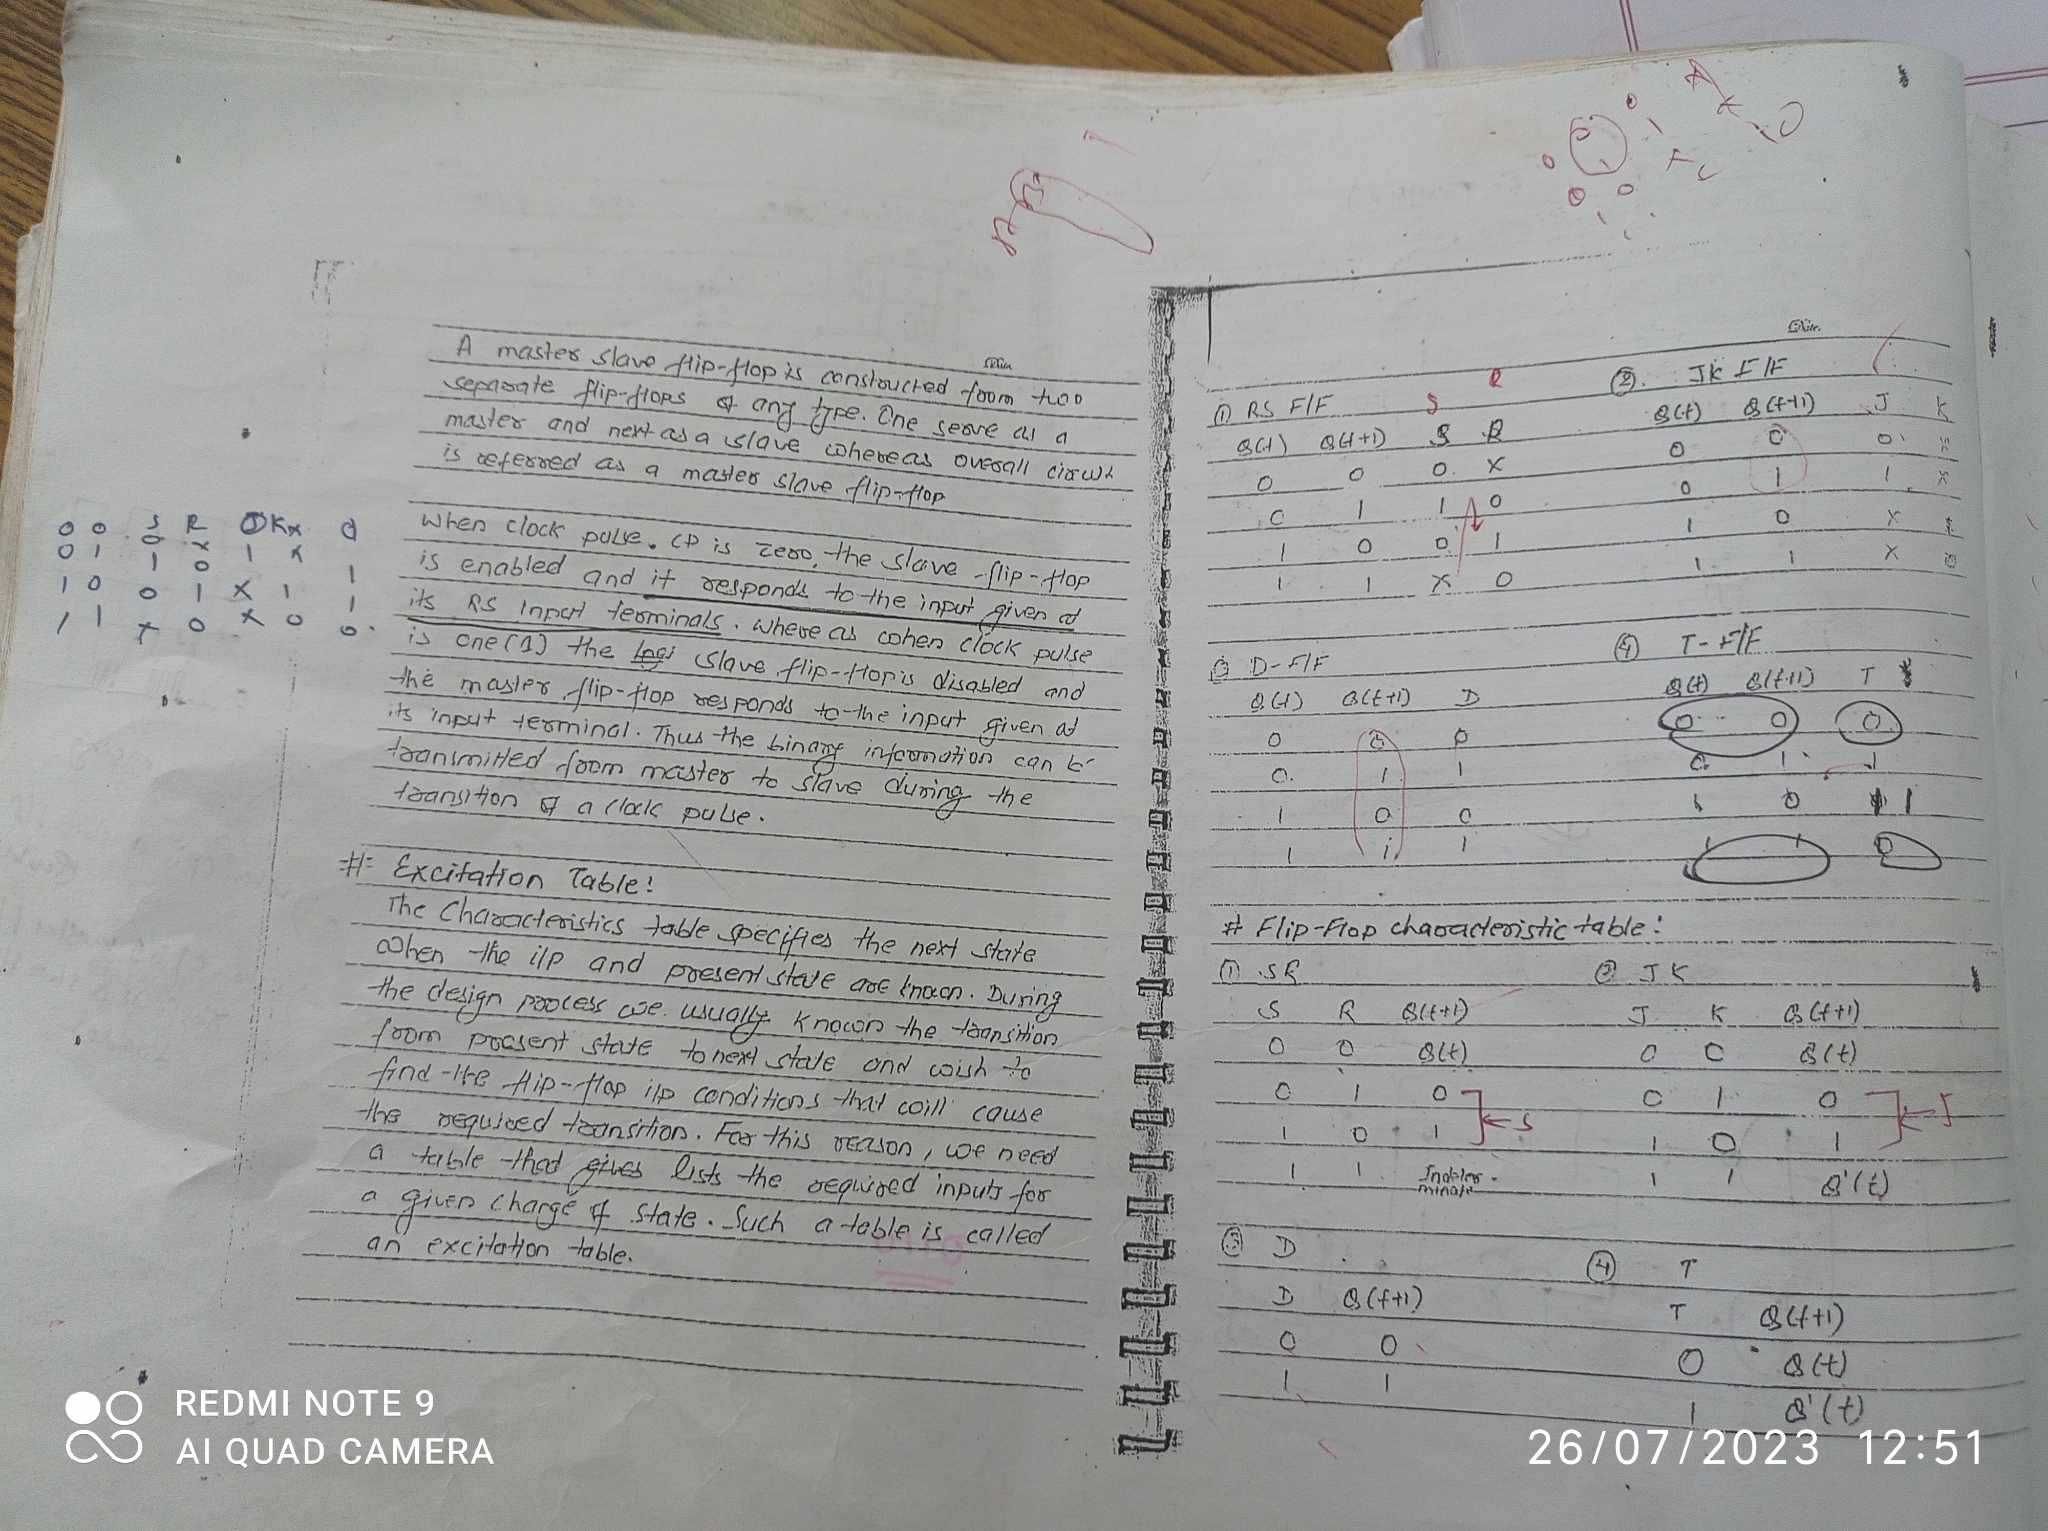 A master slave flip-flop is constructed from two
separate flip-flops of any type. One serve as a
master and next as a slave whereas overall circuit
is referred as a master slave flip-flop
When clock pulse. CP is zero, the slave flip-flop
is enabled and it responds to the input given at
its RS input terminals. Where as when clock pulse
is one (1) the slave flip-flop is disabled and
the master flip-flop responds to the input given at
its input terminal. Thus the binary information can be
transmitted from master to slave during the
transition of a clock pulse.
# Excitation Table:
The Characteristics table specifies the next state
when the i/p and present state are known. During
the design process we usually known the transition
from present state to next state and wish to
find the flip-flop i/p conditions that will cause
the required transition. For this reason, we need
a table that gives lists the required inputs for
a given change of state. Such a table is called
an excitation table.
0 0 S R J K x 0
0 1 1 0 1 x 1
1 0 0 1 x 1 1
1 1 x 0 x 0 0
S R
① RS F/F
Q(t) Q(t+1) S R
0 0 0 x
0 1 1 0
1 0 0 1
1 1 x 0
②. JK F/F
Q(t) Q(t+1) J K
0 0 0 x
0 1 1 x
1 0 x 1
1 1 x 0
③ D-F/F
Q(t) Q(t+1) D
0 0 0
0 1 1
1 0 0
1 1 1
④ T-F/F
Q(t) Q(t+1) T
0 0 0
0 1 1
1 0 1
1 1 0
# Flip-Flop characteristic table:
① SR
S R Q(t+1)
0 0 Q(t)
0 1 0
1 0 1
1 1 Indeter-
minate
② JK
J K Q(t+1)
0 0 Q(t)
0 1 0
1 0 1
1 1 Q'(t)
③ D
D Q(t+1)
0 0
1 1
④ T
T Q(t+1)
0 Q(t)
1 Q'(t)
REDMI NOTE 9
AI QUAD CAMERA
26/07/2023 12:51